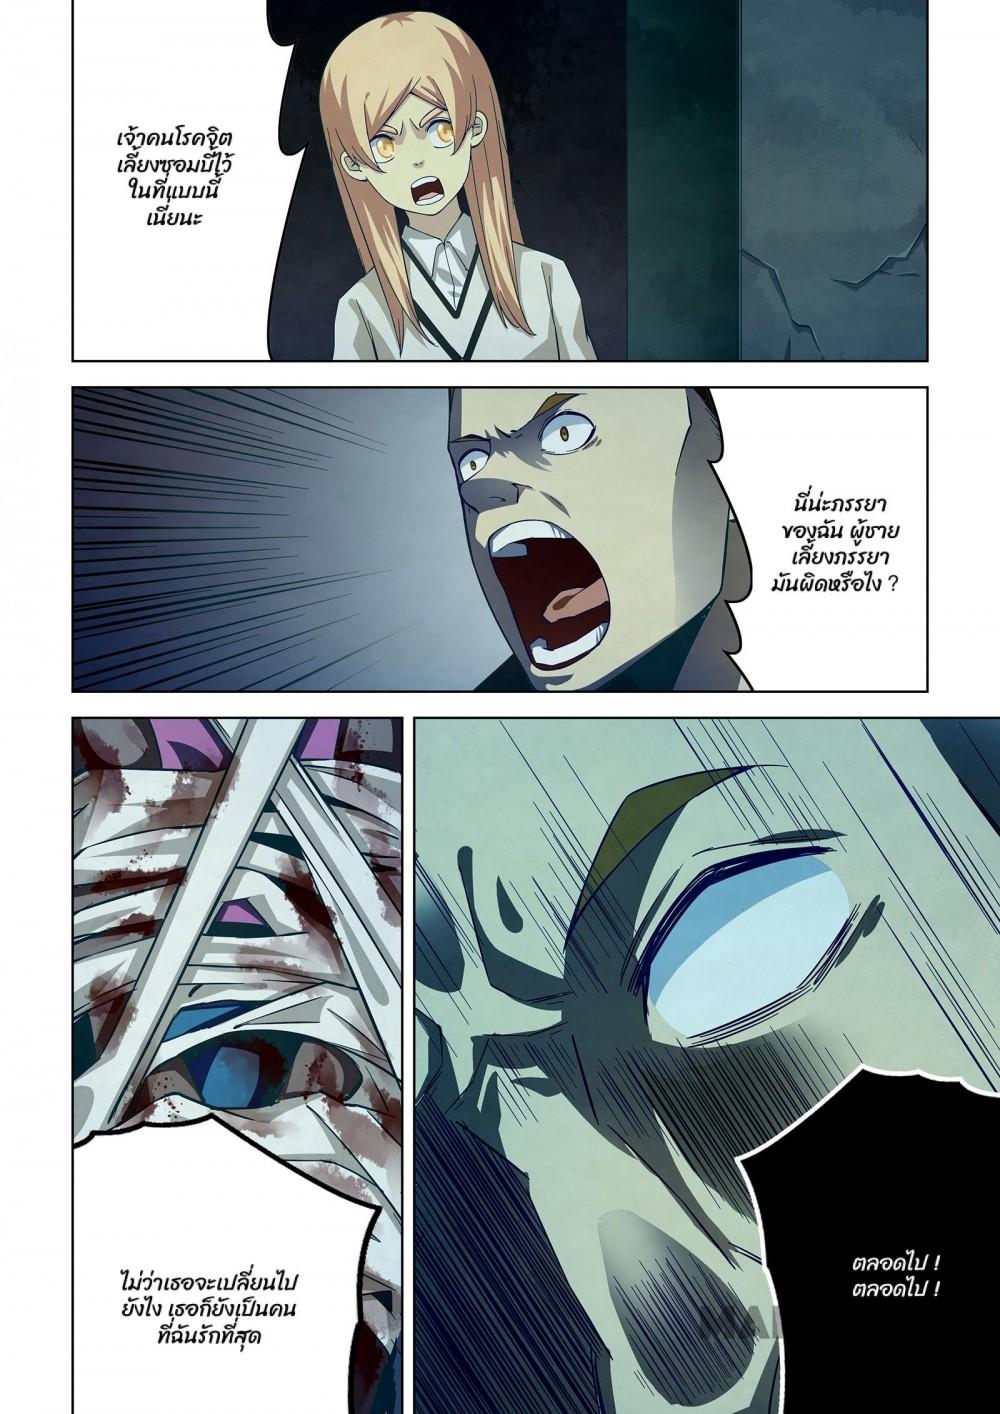 เจ้าคนโรคจิต
เลี้ยงซอมบี้ไว้
ในที่แบบนี้
เนี่ยนะ
นี่น่ะภรรยา
ของฉัน ผู้ชาย
เลี้ยงภรรยา
มันผิดหรือไง ?
ไม่ว่าเธอจะเปลี่ยนไป
ยังไง เธอก็ยังเป็นคน
ที่ฉันรักที่สุด
ตลอดไป !
ตลอดไป !